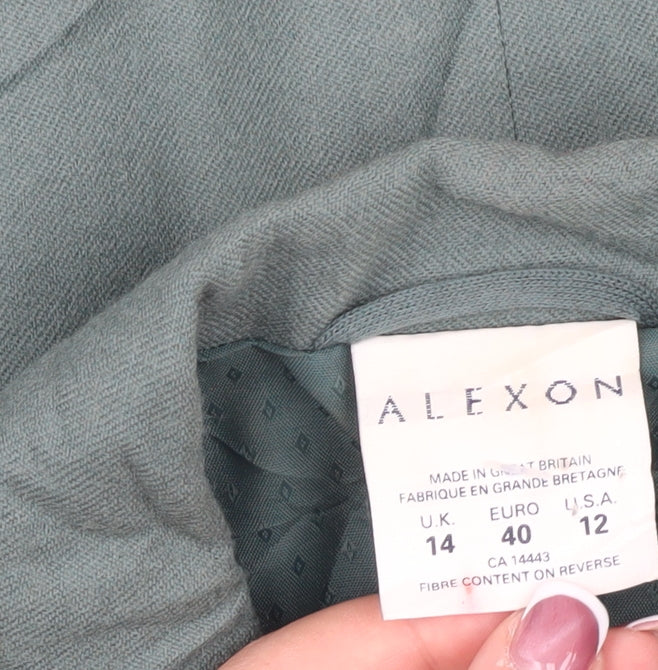 ALEXON
MADE IN GREAT BRITAIN
FABRIQUE EN GRANDE BRETAGNE
U.K. EURO U.S.A.
14 40 12
CA 14443
FIBRE CONTENT ON REVERSE